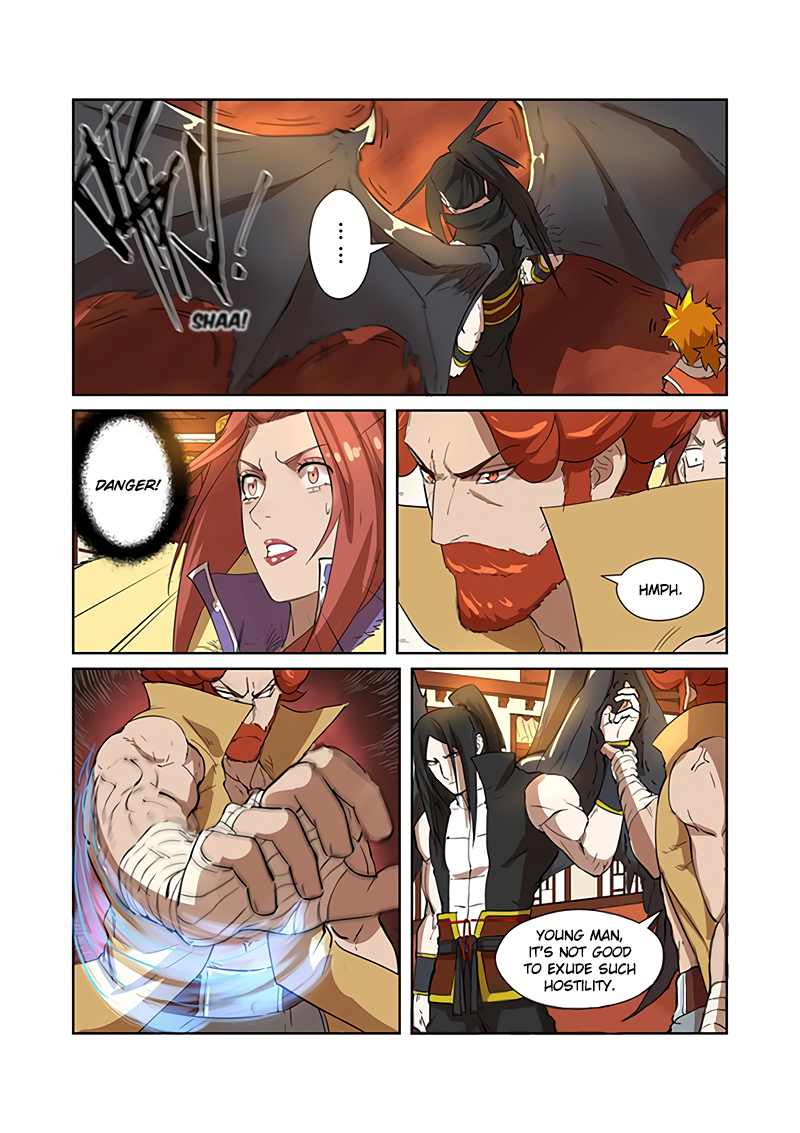 SHAA!
......
DANGER!
HMPH.
YOUNG MAN,
IT'S NOT GOOD
TO EXUDE SUCH
HOSTILITY.